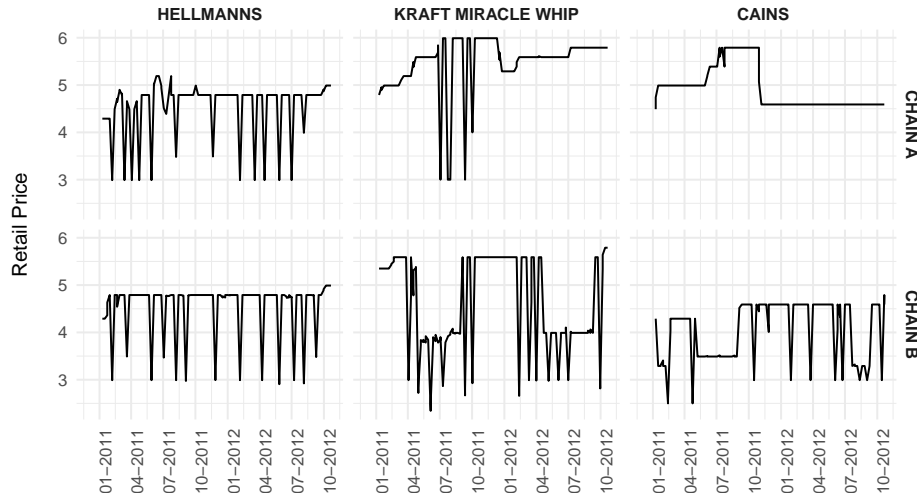 HELLMANNS KRAFT MIRACLE WHIP CAINS
6
5
4
3
CHAIN A
Retail Price
6
5
4
3
CHAIN B
01−2011 04−2011 07−2011 10−2011 01−2012 04−2012 07−2012 10−2012 01−2011 04−2011 07−2011 10−2011 01−2012 04−2012 07−2012 10−2012 01−2011 04−2011 07−2011 10−2011 01−2012 04−2012 07−2012 10−2012